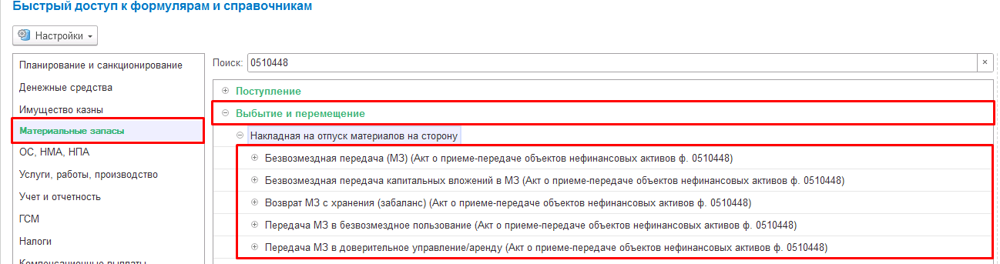 Быстрый доступ к формулярам и справочникам
Настройки
Планирование и санкционирование
Денежные средства
Имущество казны
Материальные запасы
ОС, НМА, НПА
Услуги, работы, производство
Учет и отчетность
ГСМ
Налоги
Компенсационные выплаты
Поиск: 0510448
Поступление
Выбытие и перемещение
Накладная на отпуск материалов на сторону
Безвозмездная передача (МЗ) (Акт о приеме-передаче объектов нефинансовых активов ф. 0510448)
Безвозмездная передача капитальных вложений в МЗ (Акт о приеме-передаче объектов нефинансовых активов ф. 0510448)
Возврат МЗ с хранения (забаланс) (Акт о приеме-передаче объектов нефинансовых активов ф. 0510448)
Передача МЗ в безвозмездное пользование (Акт о приеме-передаче объектов нефинансовых активов ф. 0510448)
Передача МЗ в доверительное управление/аренду (Акт о приеме-передаче объектов нефинансовых активов ф. 0510448)